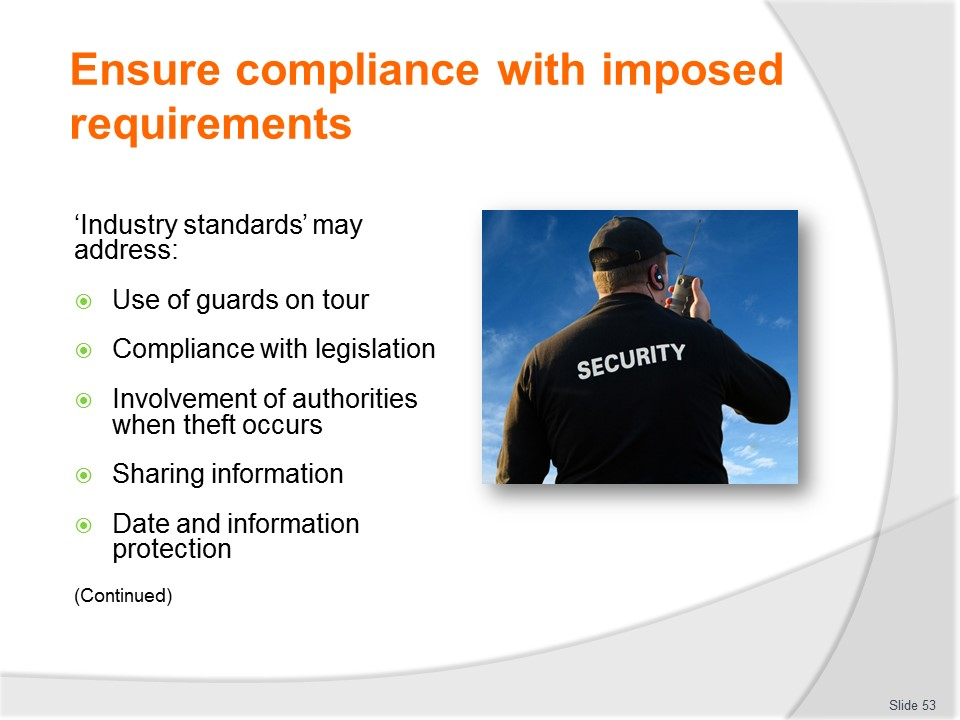 Ensure compliance with imposed
requirements
‘Industry standards’ may
address:
Use of guards on tour
Compliance with legislation
Involvement of authorities
when theft occurs
Sharing information
Date and information
protection
(Continued)
SECURITY
Slide 53